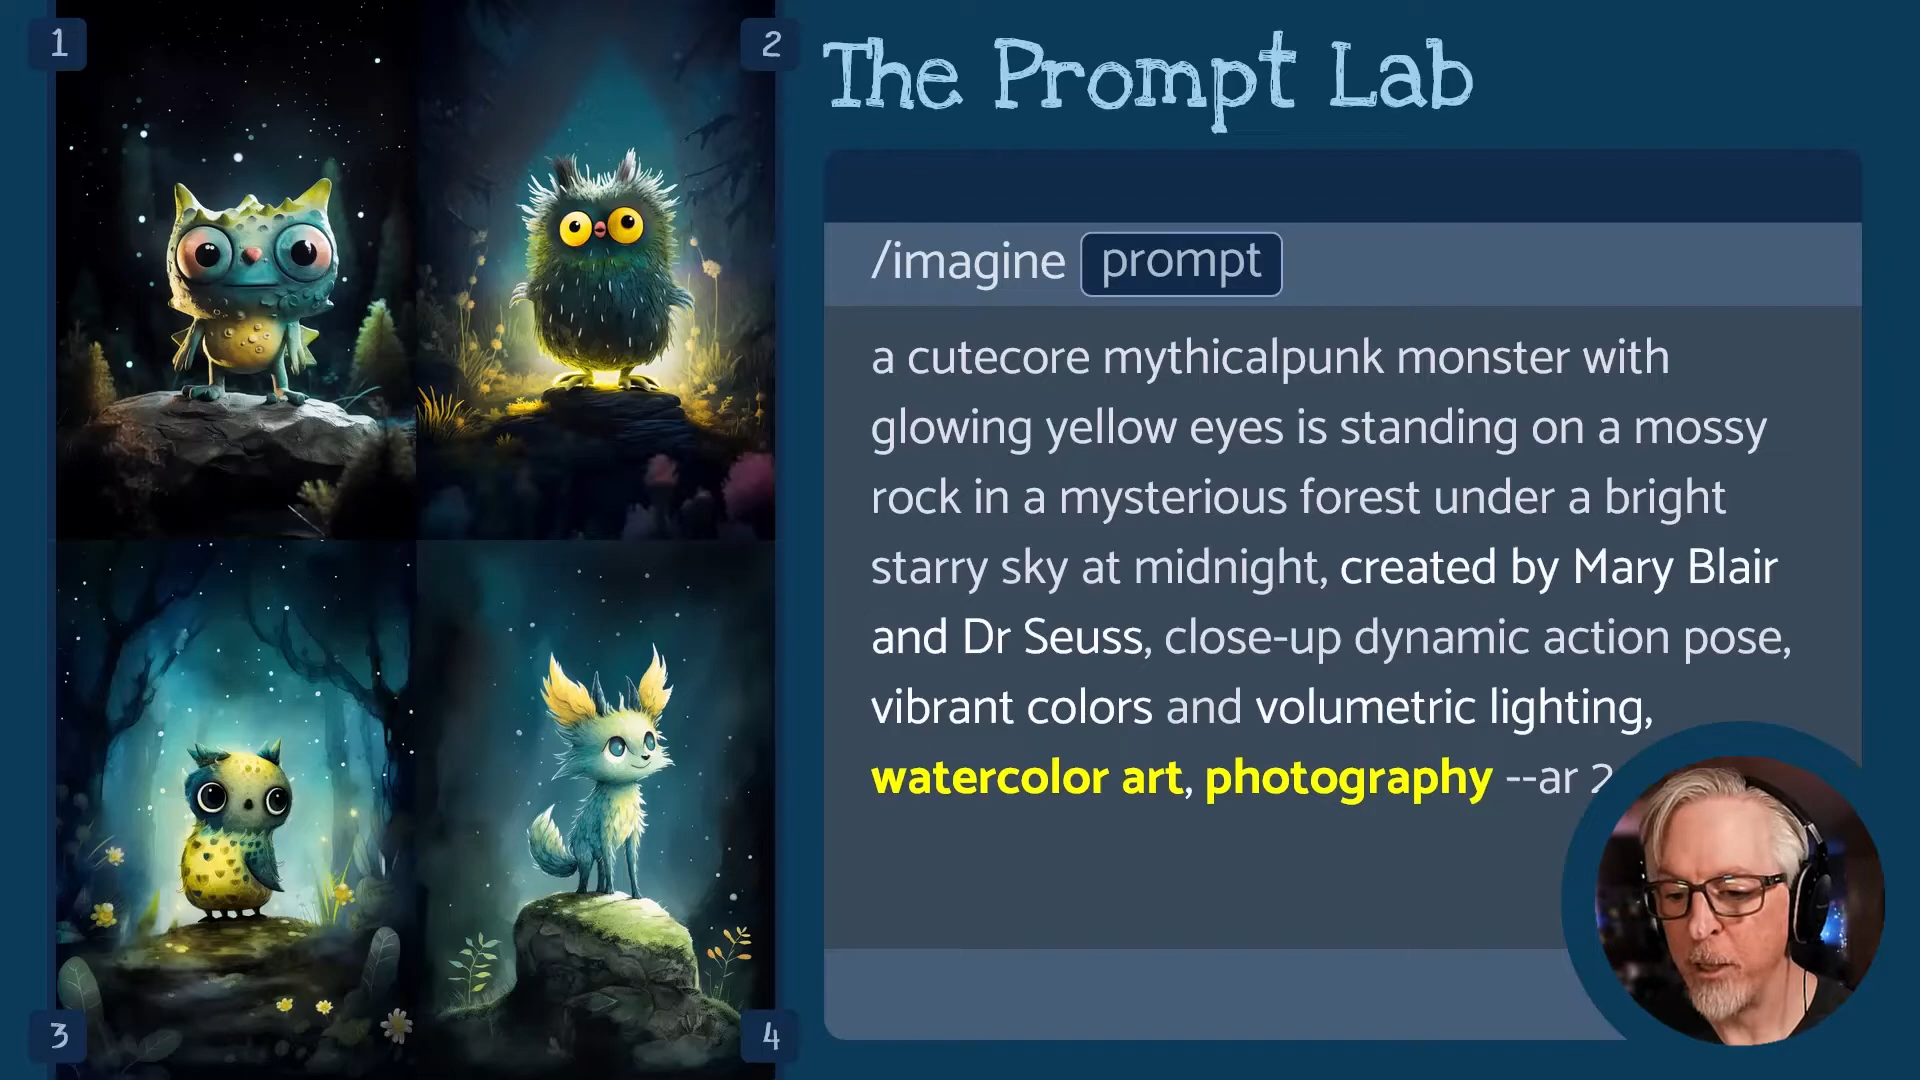 1
2
The Prompt Lab
/imagine prompt
a cutecore mythicalpunk monster with
glowing yellow eyes is standing on a mossy
rock in a mysterious forest under a bright
starry sky at midnight, created by Mary Blair
and Dr Seuss, close-up dynamic action pose,
vibrant colors and volumetric lighting,
watercolor art, photography --ar 2
3
4